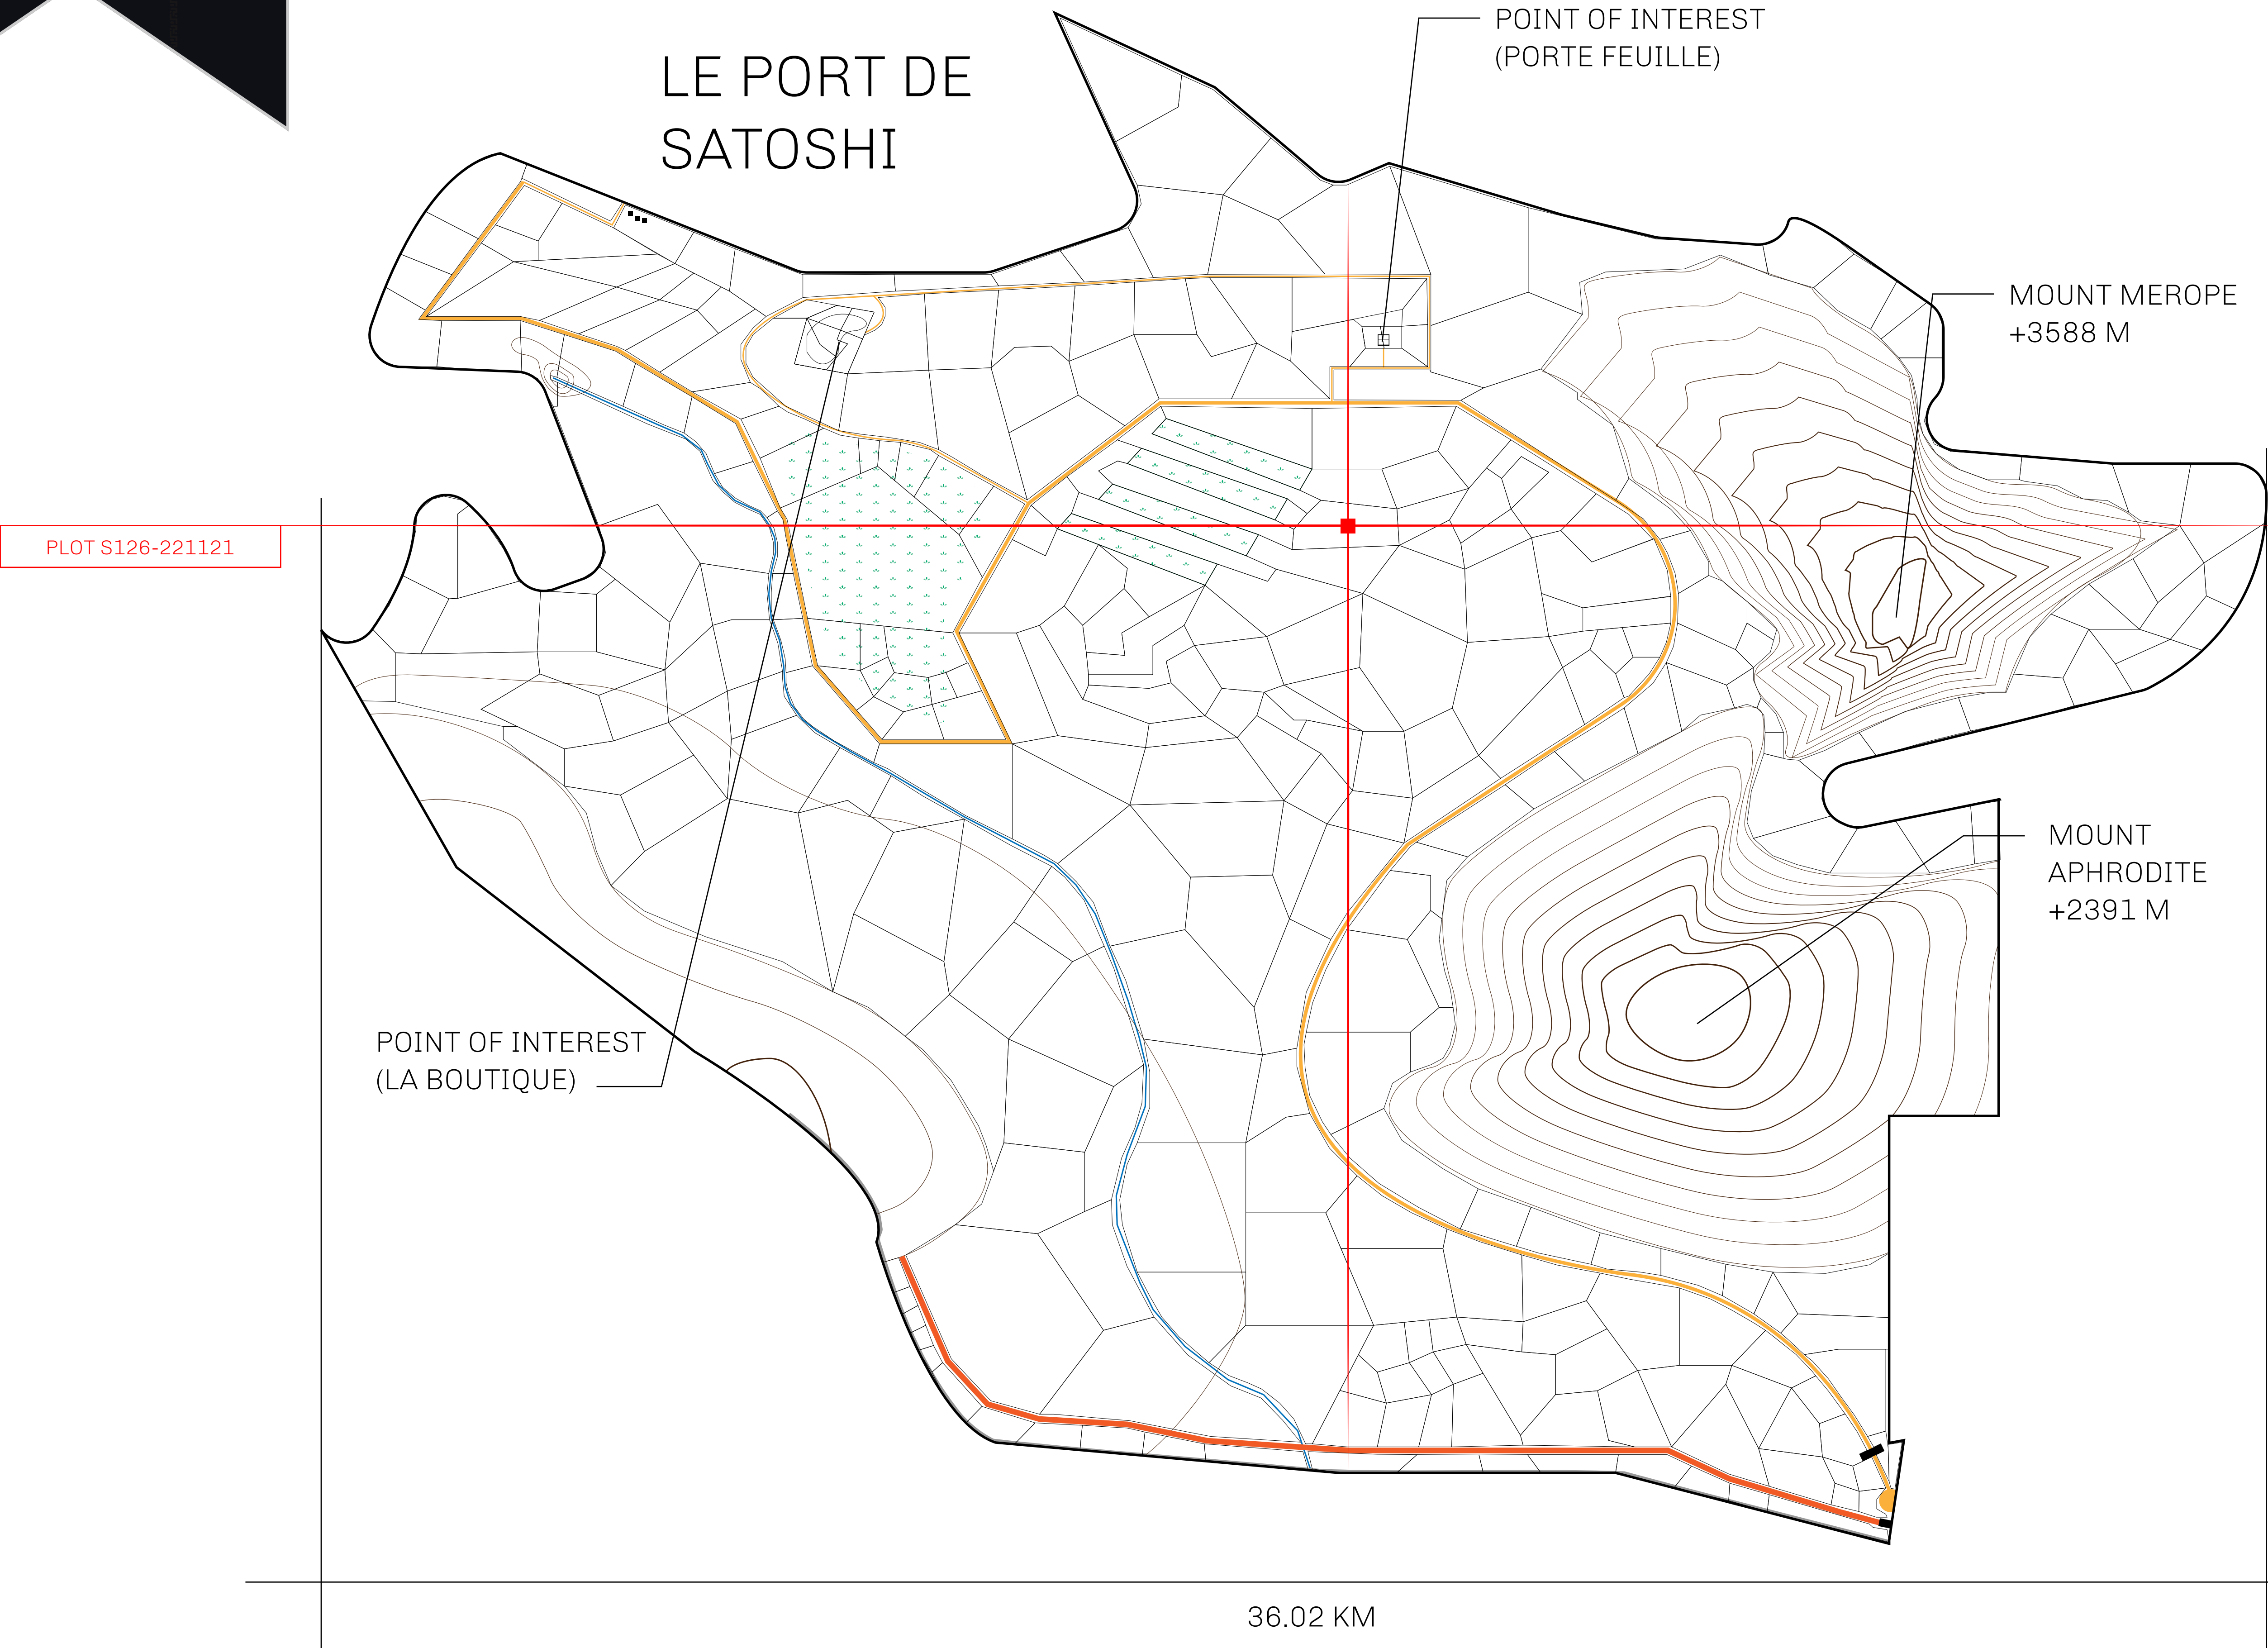 LE PORT DE
SATOSHI
POINT OF INTEREST
(PORTE FEUILLE)
MOUNT MEROPE
+3588 M
PLOT S126-221121
MOUNT
APHRODITE
+2391 M
POINT OF INTEREST
(LA BOUTIQUE)
36.02 KM